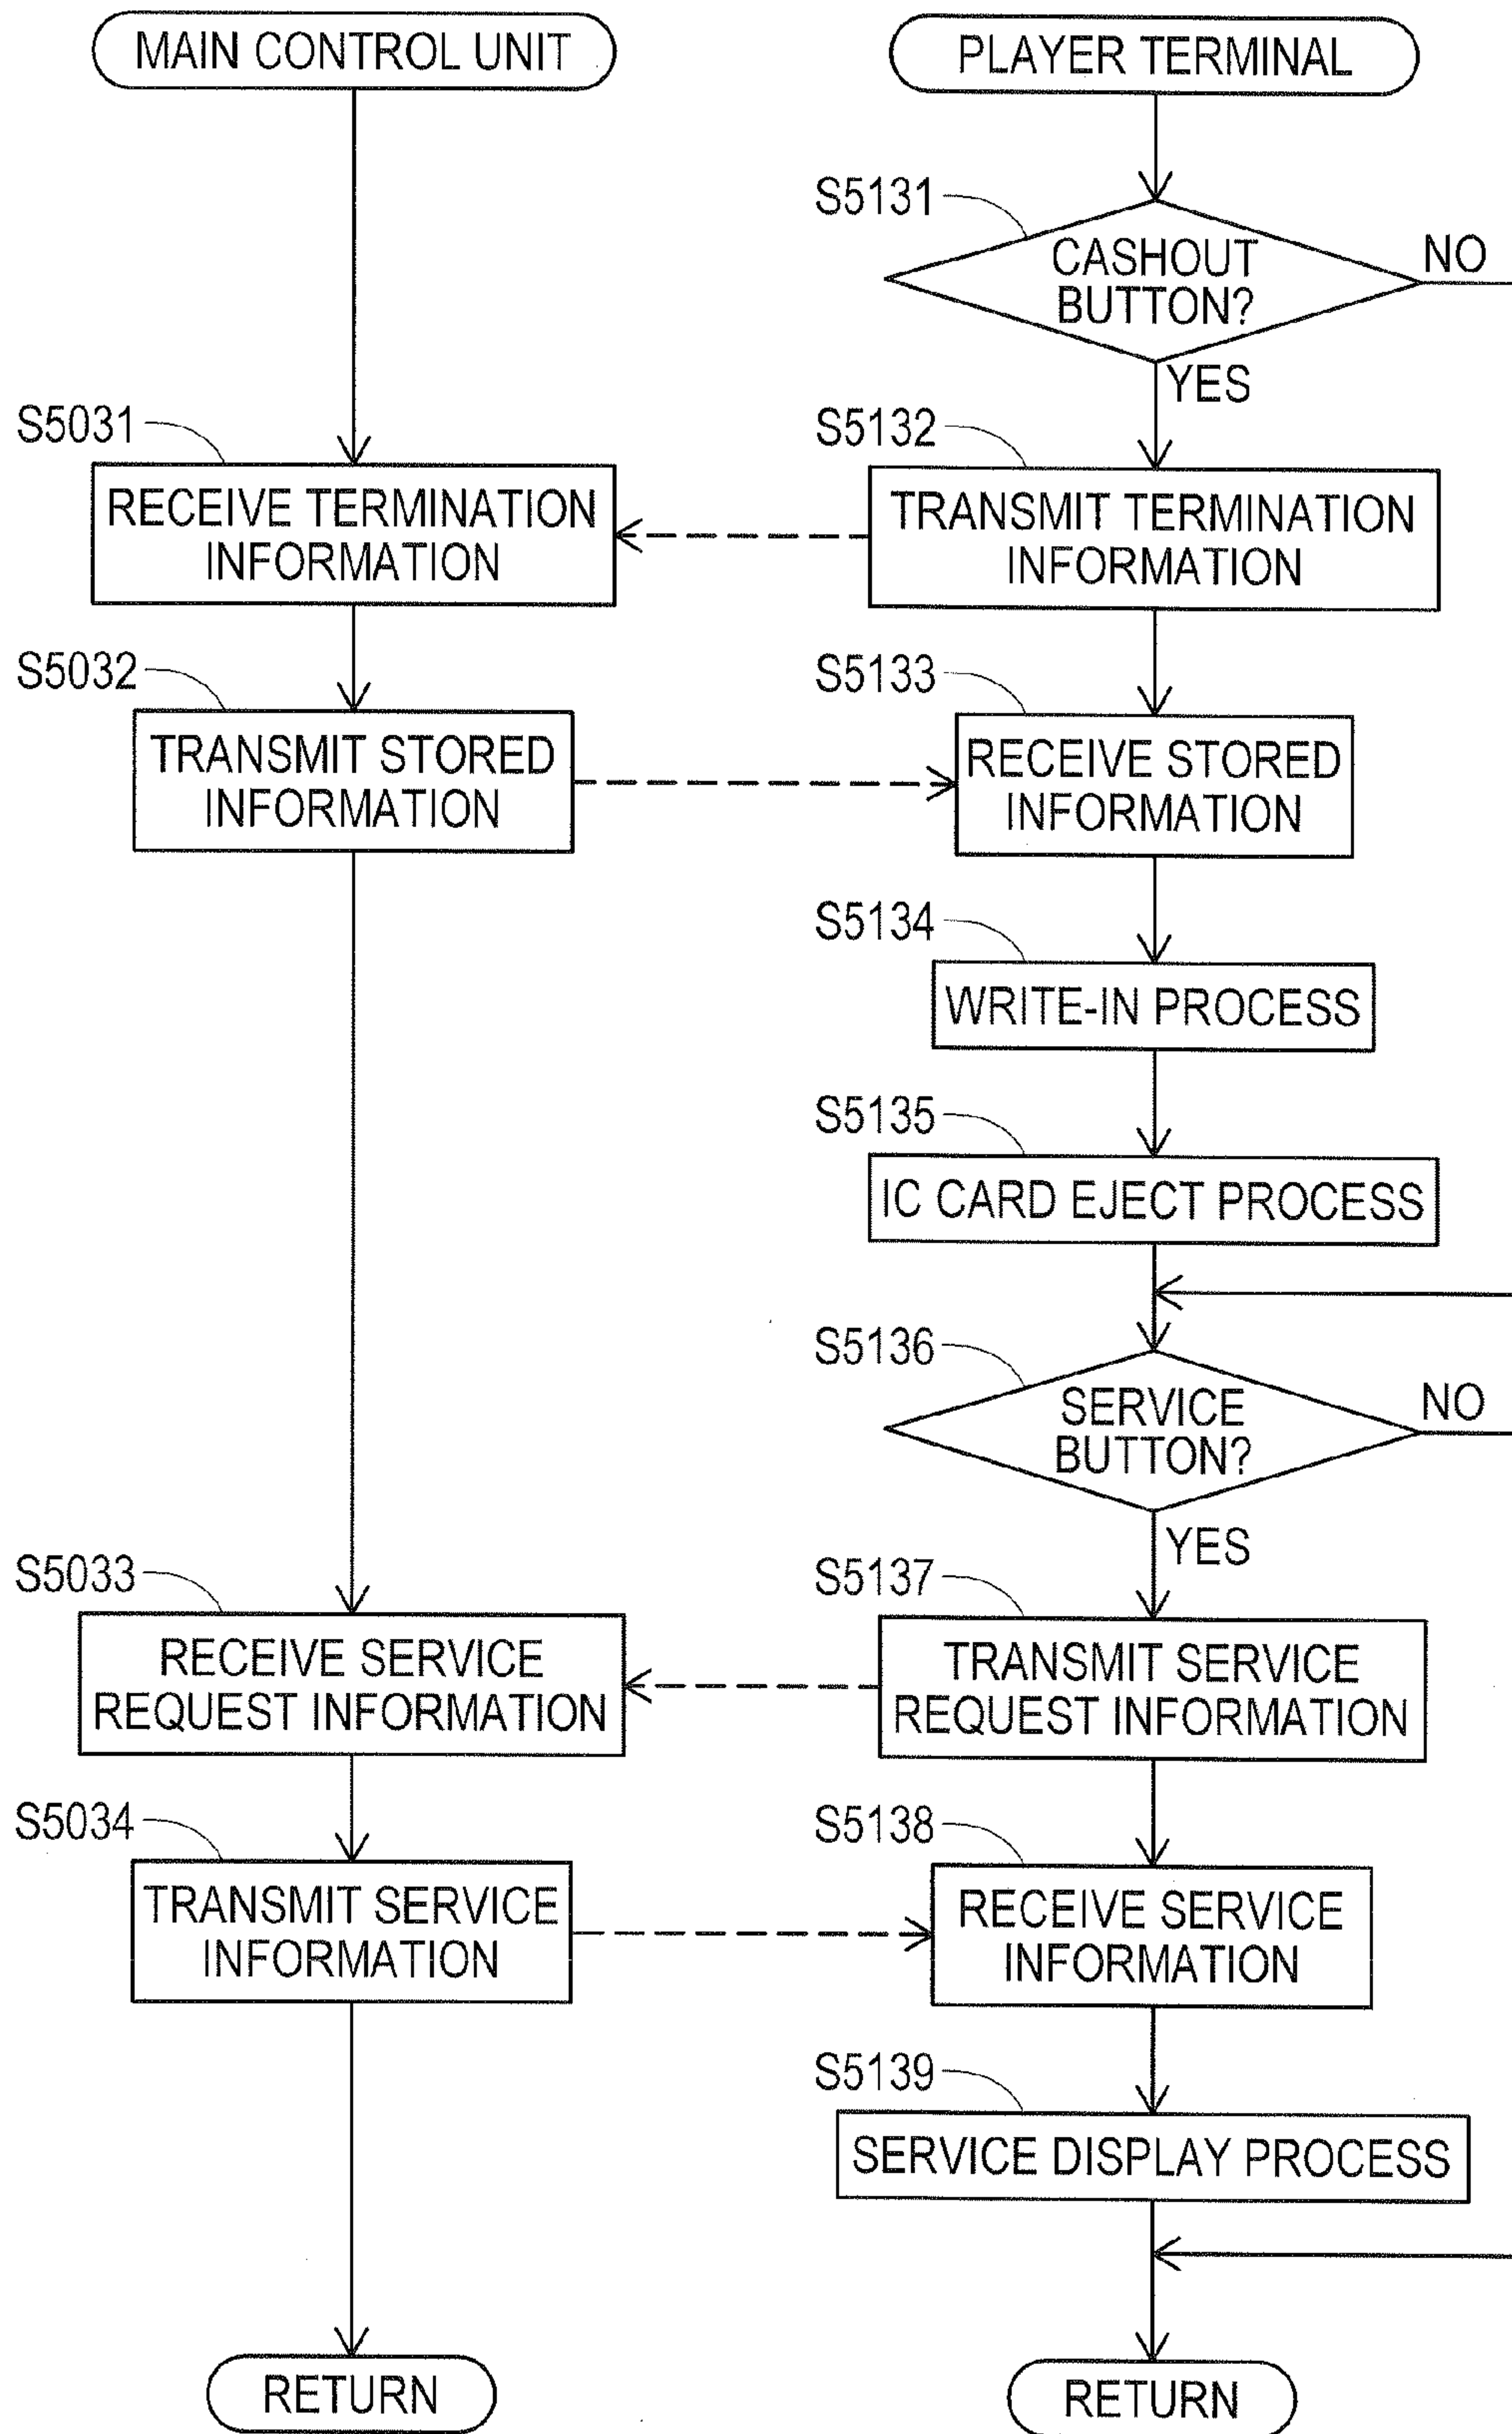 MAIN CONTROL UNIT
PLAYER TERMINAL
S5131
CASHOUT
BUTTON?
NO
YES
S5031
RECEIVE TERMINATION
INFORMATION
S5132
TRANSMIT TERMINATION
INFORMATION
S5032
TRANSMIT STORED
INFORMATION
S5133
RECEIVE STORED
INFORMATION
S5134
WRITE-IN PROCESS
S5135
IC CARD EJECT PROCESS
S5136
SERVICE
BUTTON?
NO
YES
S5033
RECEIVE SERVICE
REQUEST INFORMATION
S5137
TRANSMIT SERVICE
REQUEST INFORMATION
S5034
TRANSMIT SERVICE
INFORMATION
S5138
RECEIVE SERVICE
INFORMATION
S5139
SERVICE DISPLAY PROCESS
RETURN
RETURN